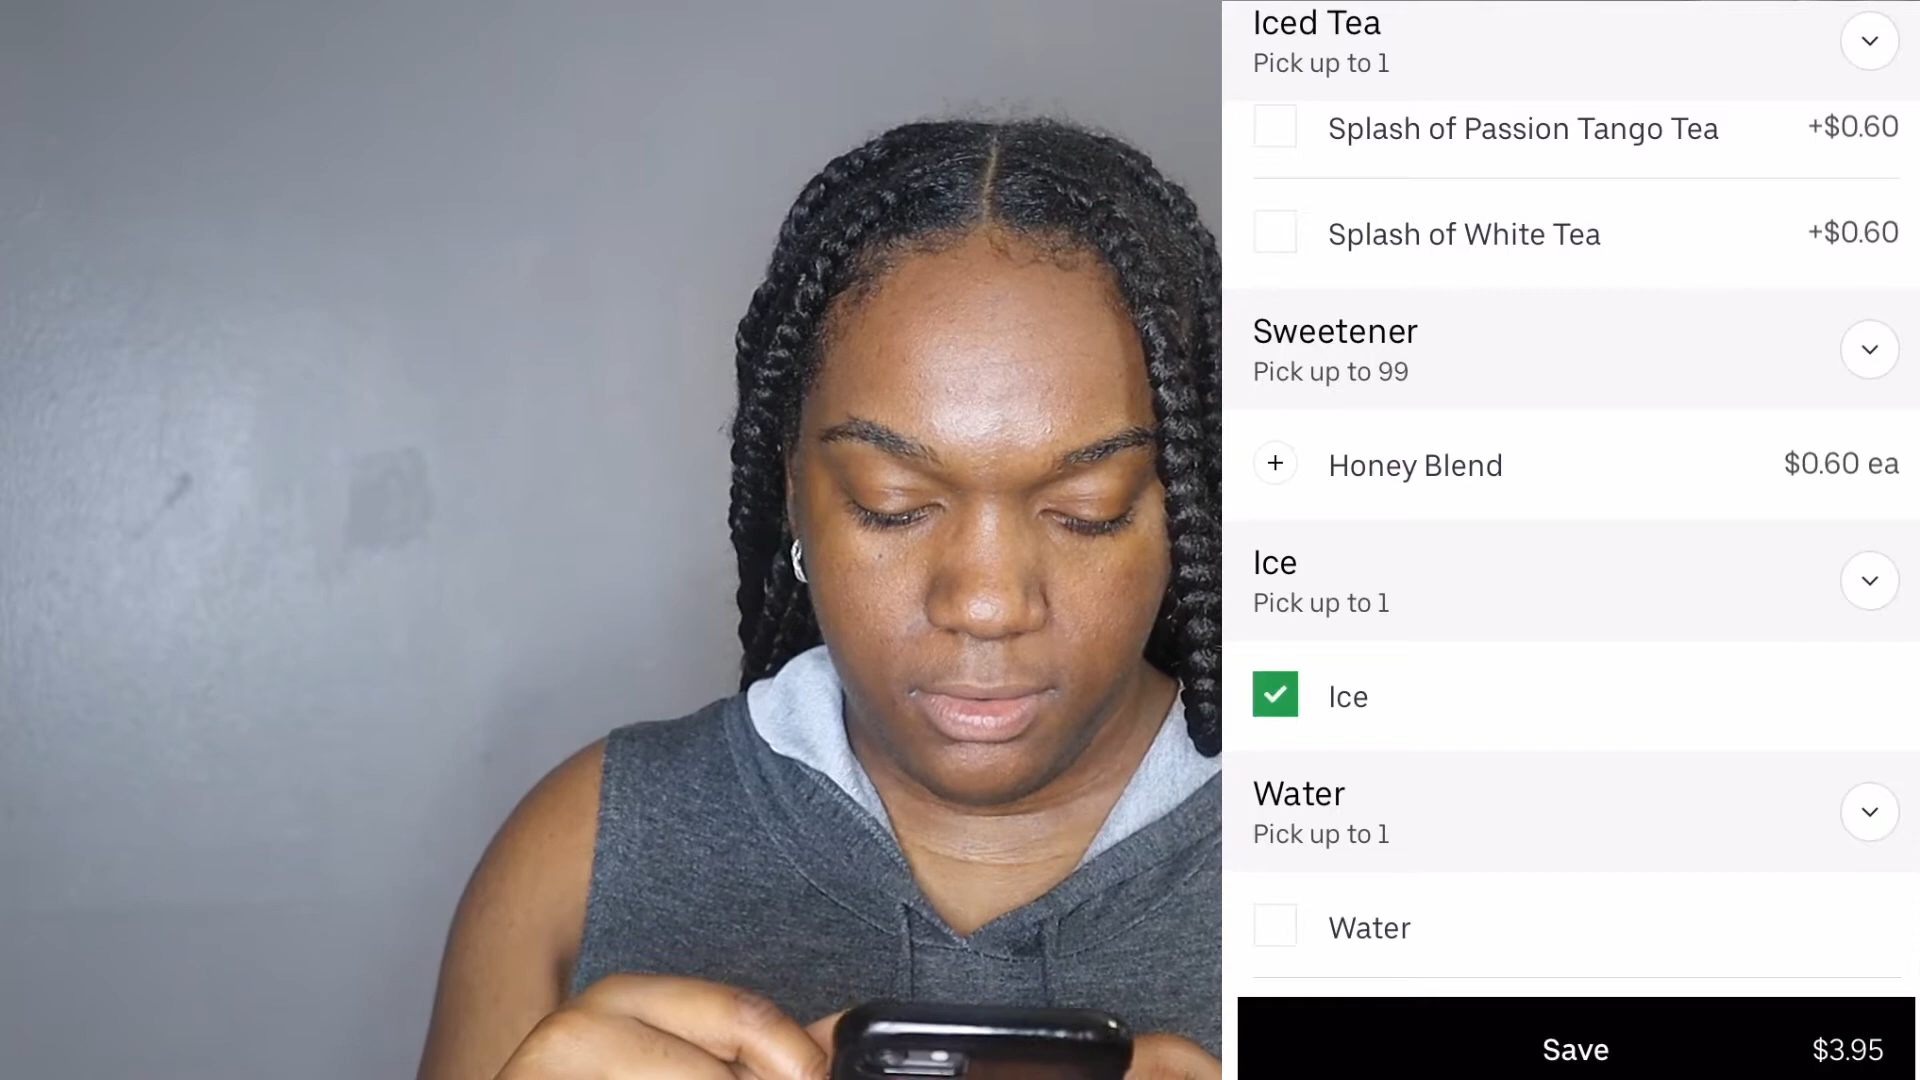 Iced Tea
Pick up to 1
Splash of Passion Tango Tea +$0.60
Splash of White Tea +$0.60
Sweetener
Pick up to 99
Honey Blend $0.60 ea
Ice
Pick up to 1
Ice
Water
Pick up to 1
Water
Save $3.95